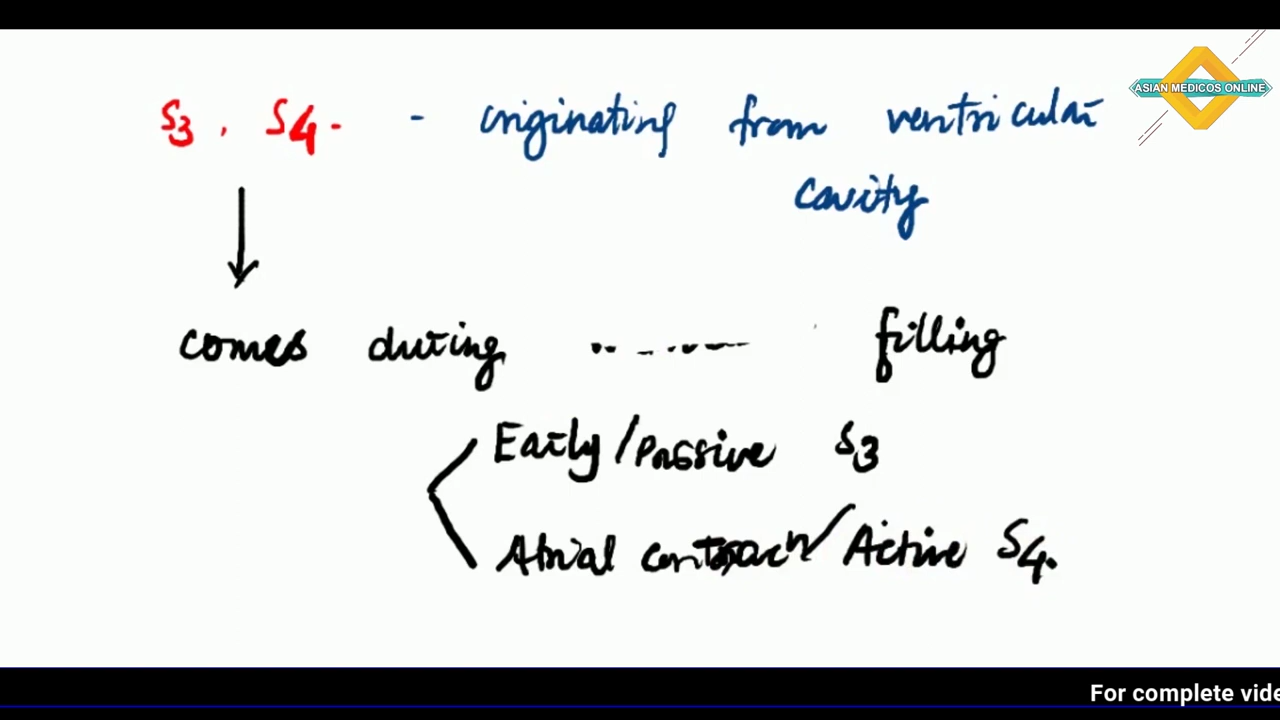 ASIAN MEDICOS ONLINE
S3, S4. - originating from ventricular
cavity
comes during ...... filling
Early/Passive S3
Atrial contracn/Active S4.
For complete vide